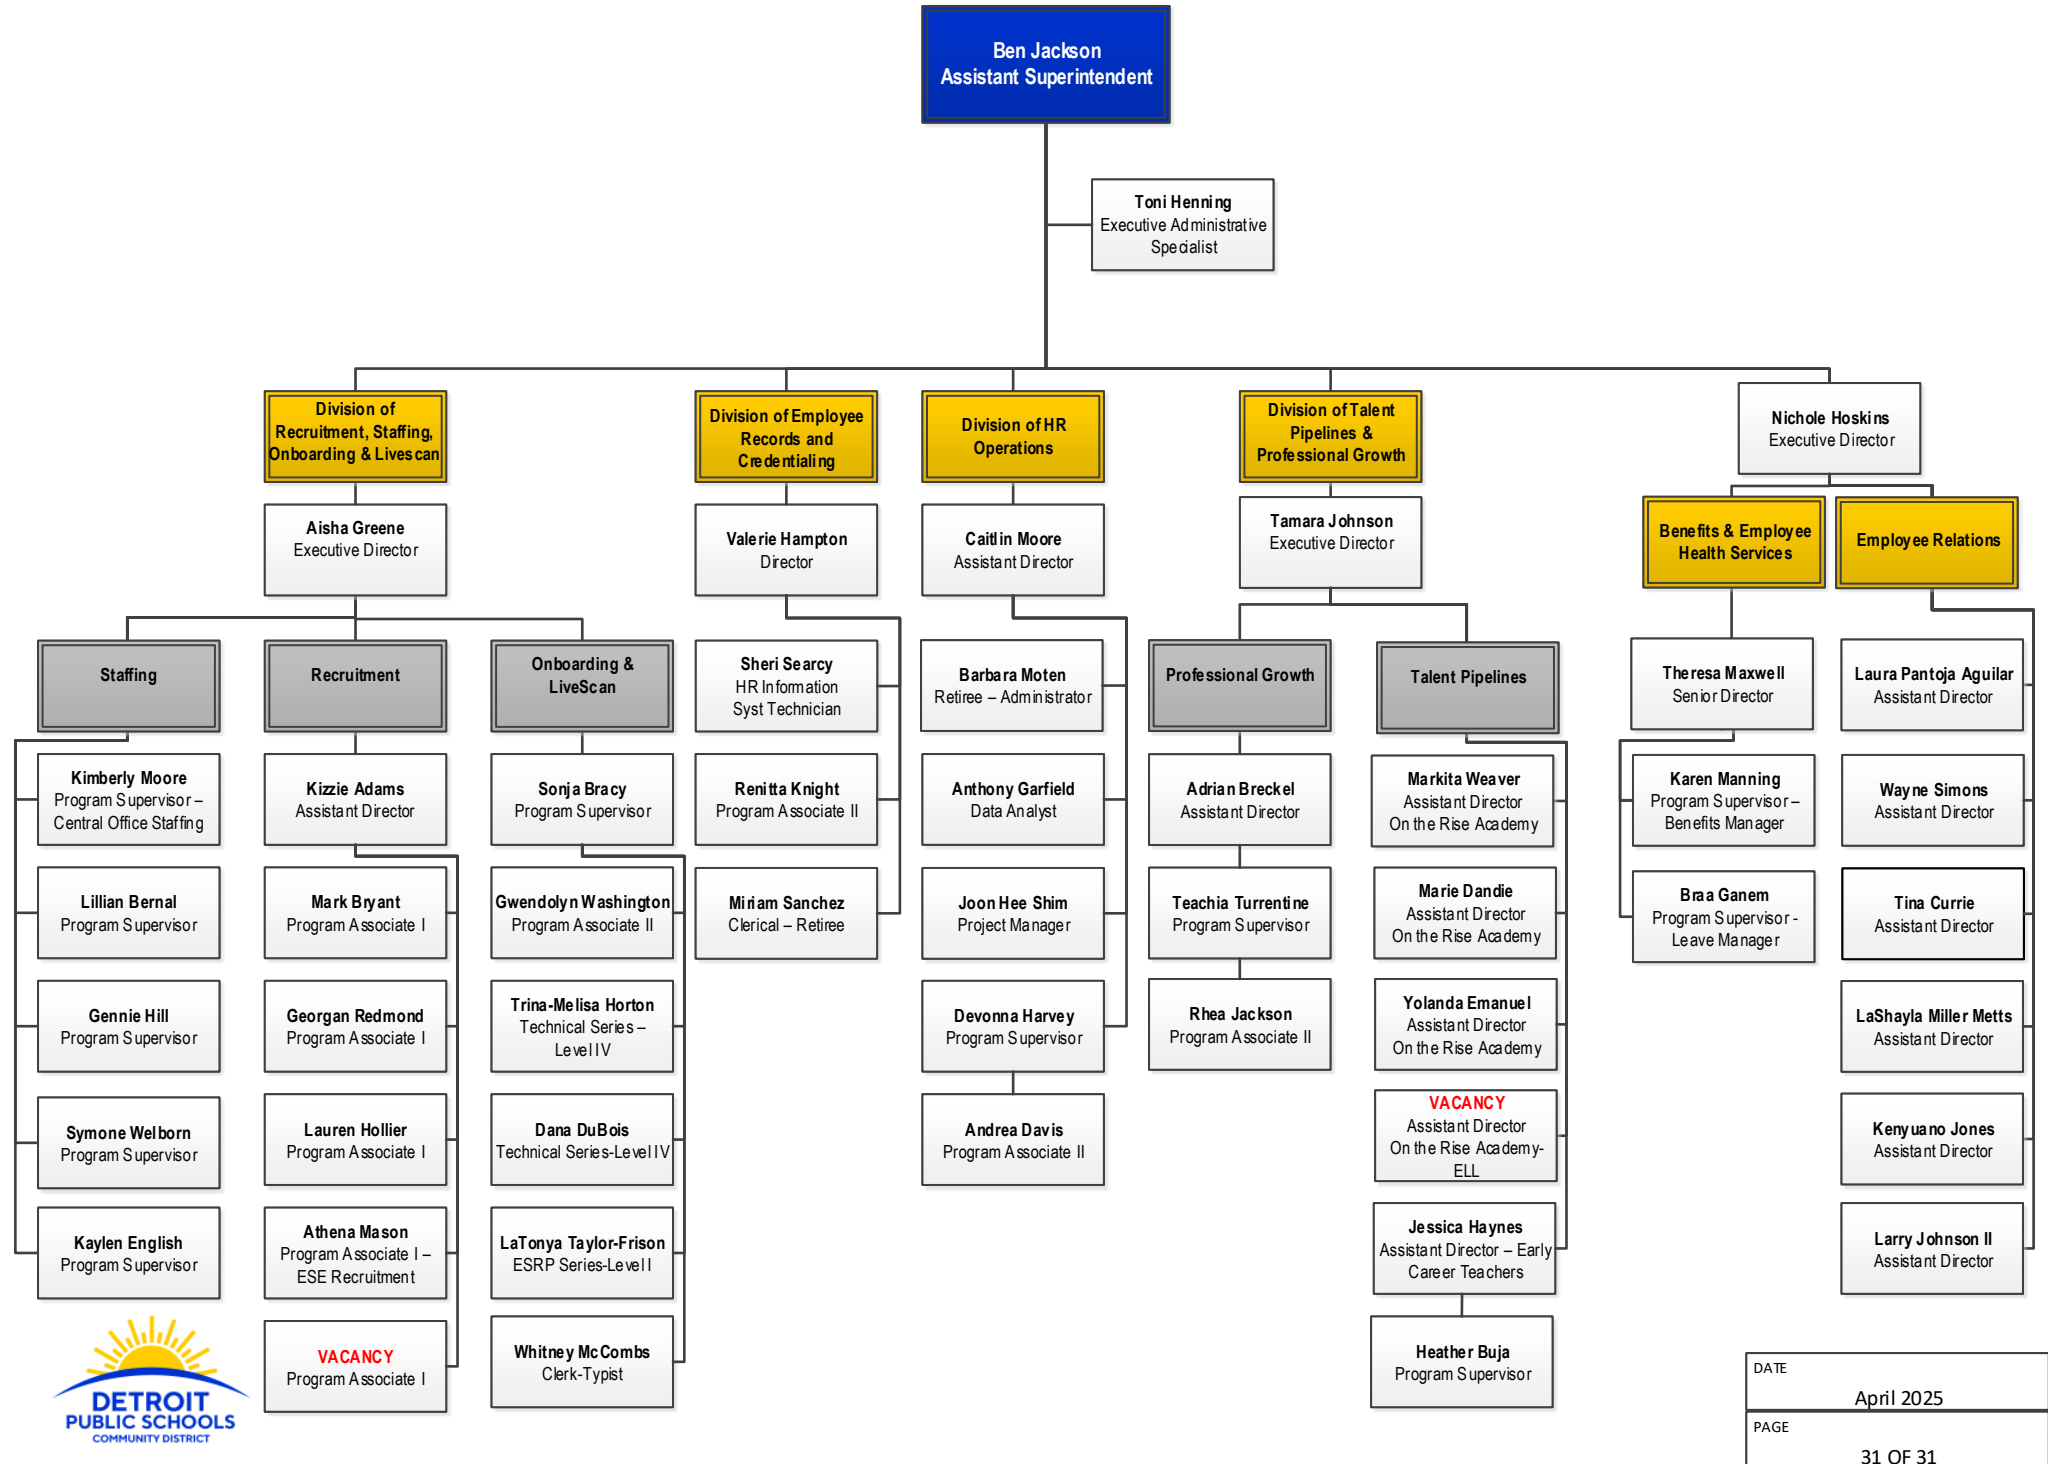 Ben Jackson
Assistant Superintendent
Toni Henning
Executive Administrative
Specialist
Division of
Recruitment, Staffing,
Onboarding & Livescan
Aisha Greene
Executive Director
Staffing
Kimberly Moore
Program Supervisor –
Central Office Staffing
Lillian Bernal
Program Supervisor
Gennie Hill
Program Supervisor
Symone Welborn
Program Supervisor
Kaylen English
Program Supervisor
Recruitment
Kizzie Adams
Assistant Director
Mark Bryant
Program Associate I
Georgan Redmond
Program Associate I
Lauren Hollier
Program Associate I
Athena Mason
Program Associate I –
ESE Recruitment
VACANCY
Program Associate I
Onboarding &
LiveScan
Sonja Bracy
Program Supervisor
Gwendolyn Washington
Program Associate II
Trina-Melisa Horton
Technical Series –
Level IV
Dana DuBois
Technical Series-Level IV
LaTonya Taylor-Frison
ESRP Series-Level I
Whitney McCombs
Clerk-Typist
Division of Employee
Records and
Credentialing
Valerie Hampton
Director
Sheri Searcy
HR Information
Syst Technician
Renitta Knight
Program Associate II
Miriam Sanchez
Clerical – Retiree
Division of HR
Operations
Caitlin Moore
Assistant Director
Barbara Moten
Retiree – Administrator
Anthony Garfield
Data Analyst
Joon Hee Shim
Project Manager
Devonna Harvey
Program Supervisor
Andrea Davis
Program Associate II
Division of Talent
Pipelines &
Professional Growth
Tamara Johnson
Executive Director
Professional Growth
Adrian Breckel
Assistant Director
Teachia Turrentine
Program Supervisor
Rhea Jackson
Program Associate II
Talent Pipelines
Markita Weaver
Assistant Director
On the Rise Academy
Marie Dandie
Assistant Director
On the Rise Academy
Yolanda Emanuel
Assistant Director
On the Rise Academy
VACANCY
Assistant Director
On the Rise Academy-
ELL
Jessica Haynes
Assistant Director – Early
Career Teachers
Heather Buja
Program Supervisor
Nichole Hoskins
Executive Director
Benefits & Employee
Health Services
Theresa Maxwell
Senior Director
Karen Manning
Program Supervisor –
Benefits Manager
Braa Ganem
Program Supervisor -
Leave Manager
Employee Relations
Laura Pantoja Aguilar
Assistant Director
Wayne Simons
Assistant Director
Tina Currie
Assistant Director
LaShayla Miller Metts
Assistant Director
Kenyuano Jones
Assistant Director
Larry Johnson II
Assistant Director
DETROIT
PUBLIC SCHOOLS
COMMUNITY DISTRICT
DATE
April 2025
PAGE
31 OF 31